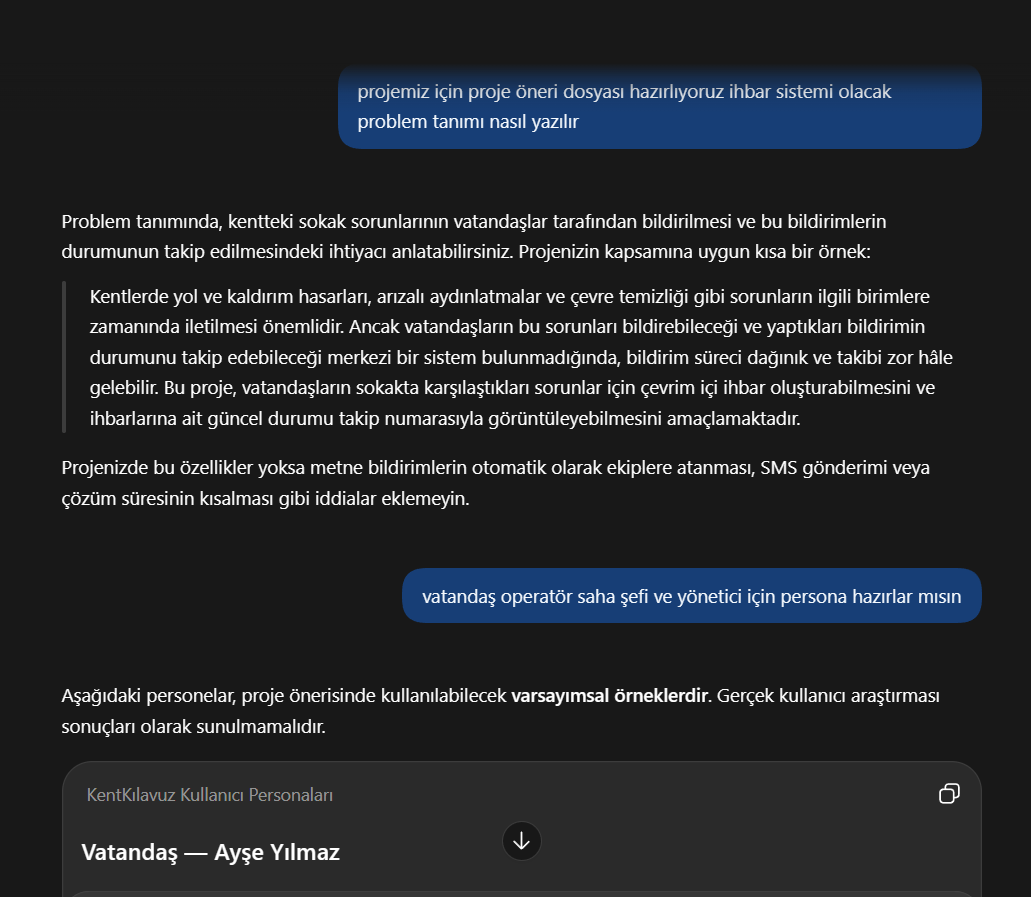 projemiz için proje öneri dosyası hazırlıyoruz ihbar sistemi olacak
problem tanımı nasıl yazılır
Problem tanımında, kentteki sokak sorunlarının vatandaşlar tarafından bildirilmesi ve bu bildirimlerin
durumunun takip edilmesindeki ihtiyacı anlatabilirsiniz. Projenizin kapsamına uygun kısa bir örnek:
Kentlerde yol ve kaldırım hasarları, arızalı aydınlatmalar ve çevre temizliği gibi sorunların ilgili birimlere
zamanında iletilmesi önemlidir. Ancak vatandaşların bu sorunları bildirebileceği ve yaptıkları bildirimin
durumunu takip edebileceği merkezi bir sistem bulunmadığında, bildirim süreci dağınık ve takibi zor hâle
gelebilir. Bu proje, vatandaşların sokakta karşılaştıkları sorunlar için çevrim içi ihbar oluşturabilmesini ve
ihbarlarına ait güncel durumu takip numarasıyla görüntüleyebilmesini amaçlamaktadır.
Projenizde bu özellikler yoksa metne bildirimlerin otomatik olarak ekiplere atanması, SMS gönderimi veya
çözüm süresinin kısalması gibi iddialar eklemeyin.
vatandaş operatör saha şefi ve yönetici için persona hazırlar mısın
Aşağıdaki personelar, proje önerisinde kullanılabilecek varsayımsal örneklerdir. Gerçek kullanıcı araştırması
sonuçları olarak sunulmamalıdır.
KentKılavuz Kullanıcı Personaları
Vatandaş — Ayşe Yılmaz